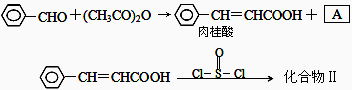 CHO+(CH₃CO)₂O→ CH=CHCOOH+ A
肉桂酸
O
CH=CHCOOH Cl-S-Cl → 化合物Ⅱ